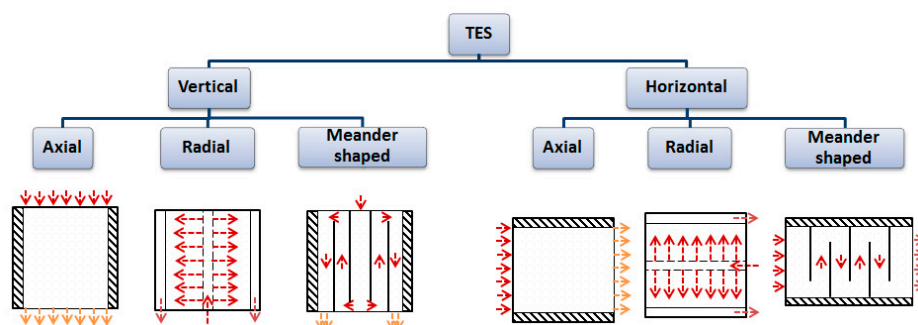 TES
Vertical
Horizontal
Axial
Radial
Meander
shaped
Axial
Radial
Meander
shaped